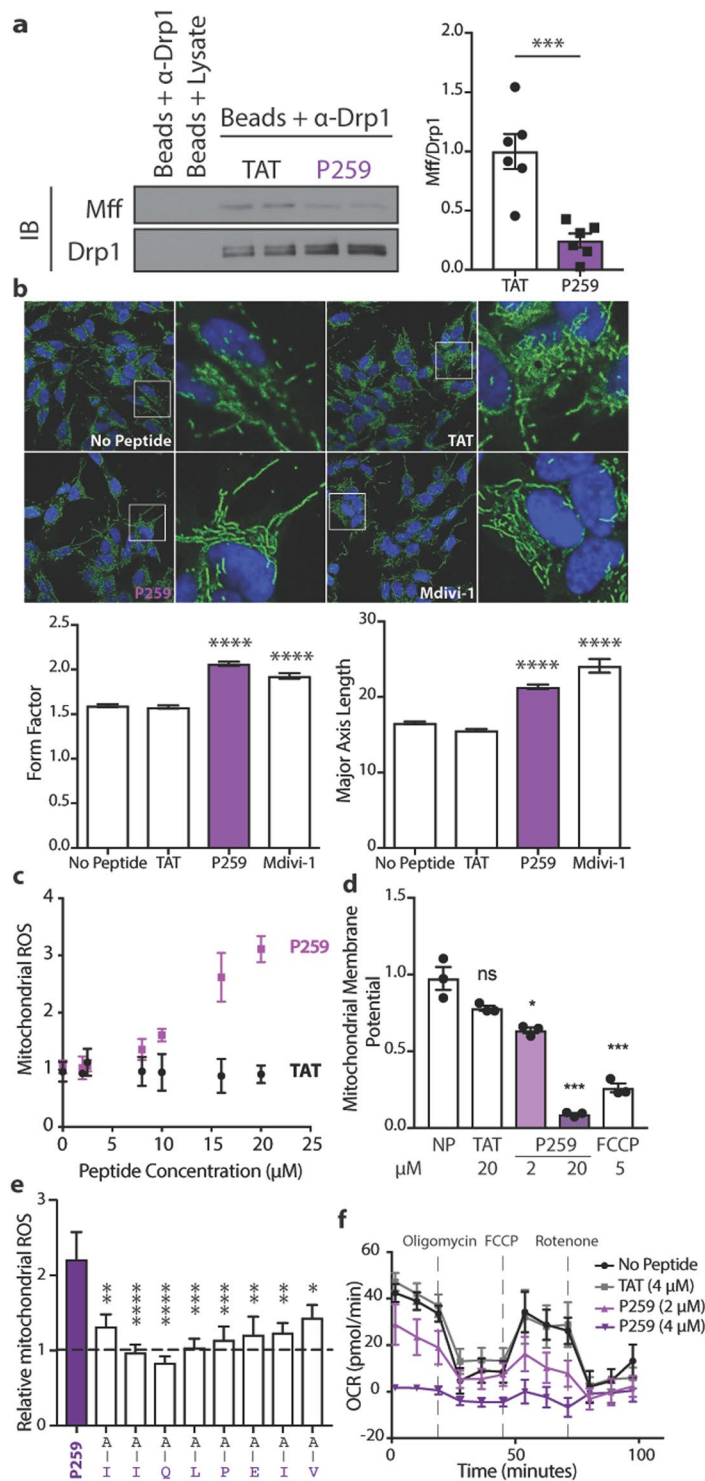 a
Beads + α-Drp1
Beads + Lysate
Beads + α-Drp1
TAT P259
IB
Mff
Drp1
***
Mff/Drp1
2.0
1.5
1.0
0.5
0.0
TAT P259
b
No Peptide
TAT
P259
Mdivi-1
Form Factor
2.5
2.0
1.5
1.0
0.5
0.0
**** ****
No Peptide TAT P259 Mdivi-1
Major Axis Length
30
20
10
0
**** ****
No Peptide TAT P259 Mdivi-1
c
Mitochondrial ROS
4
3
2
1
0
P259
TAT
0 5 10 15 20 25
Peptide Concentration (μM)
d
Mitochondrial Membrane
Potential
1.5
1.0
0.5
0.0
ns * *** ***
NP TAT P259 FCCP
μM 20 2 20 5
e
Relative mitochondrial ROS
3
2
1
0
** **** **** *** *** ** ** *
P259
A A A A A A A A
I I Q L P E I V
f
Oligomycin FCCP Rotenone
No Peptide
TAT (4 μM)
P259 (2 μM)
P259 (4 μM)
OCR (pmol/min)
60
40
20
0
-20
0 50 100
Time (minutes)